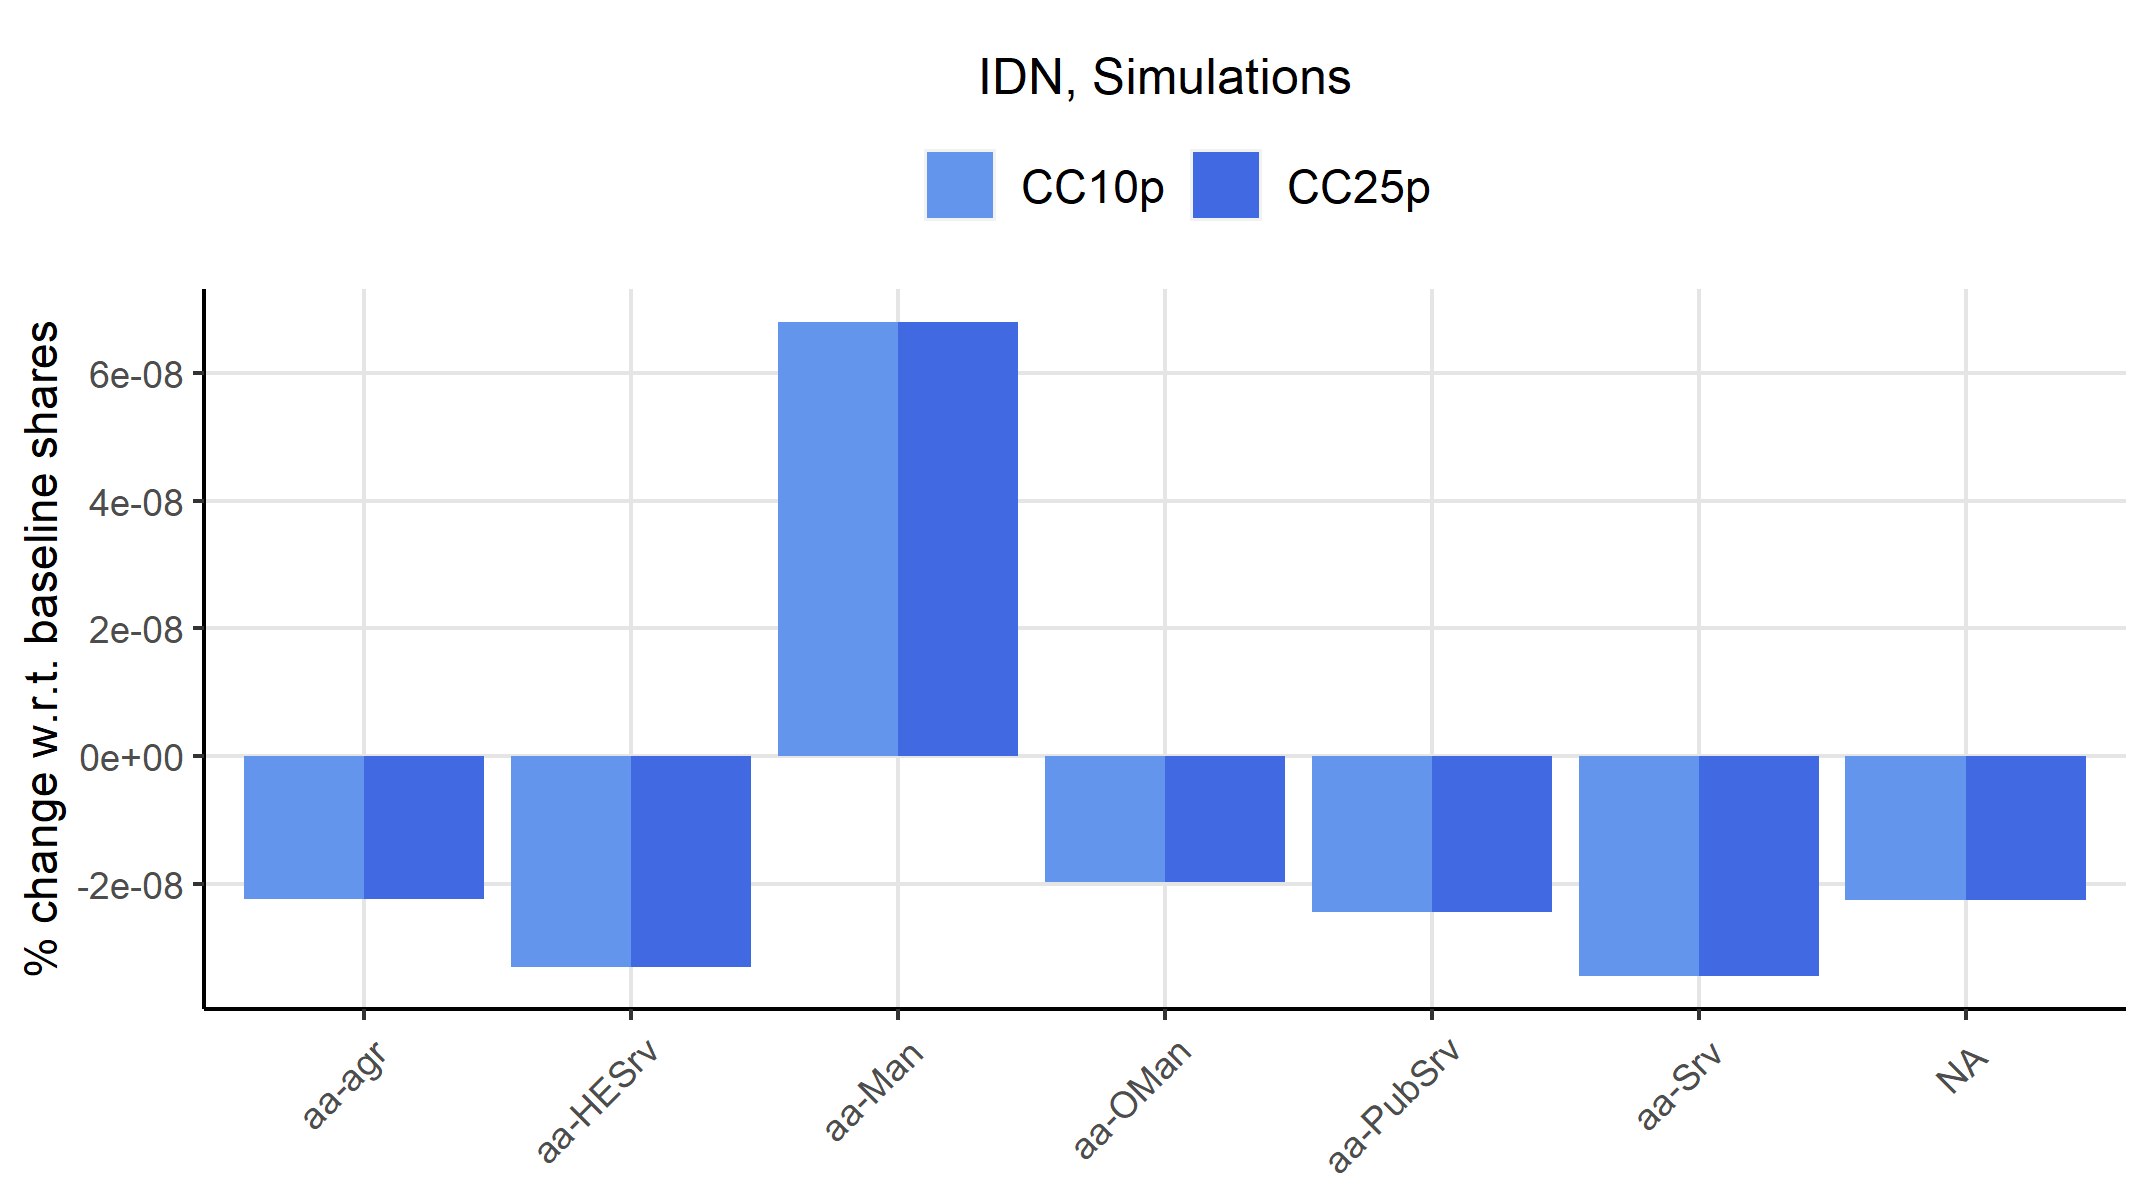 IDN, Simulations
CC10p CC25p
% change w.r.t. baseline shares
6e-08
4e-08
2e-08
0e+00
-2e-08
aa-agr
aa-HESrv
aa-Man
aa-OMan
aa-PubSrv
aa-Srv
NA